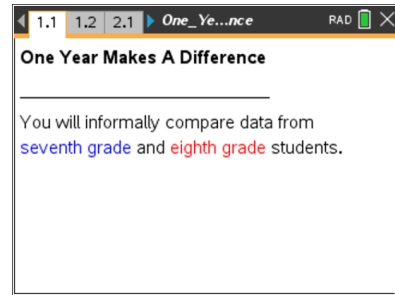 1.1 1.2 2.1 One_Ye...nce RAD
One Year Makes A Difference
You will informally compare data from
seventh grade and eighth grade students.